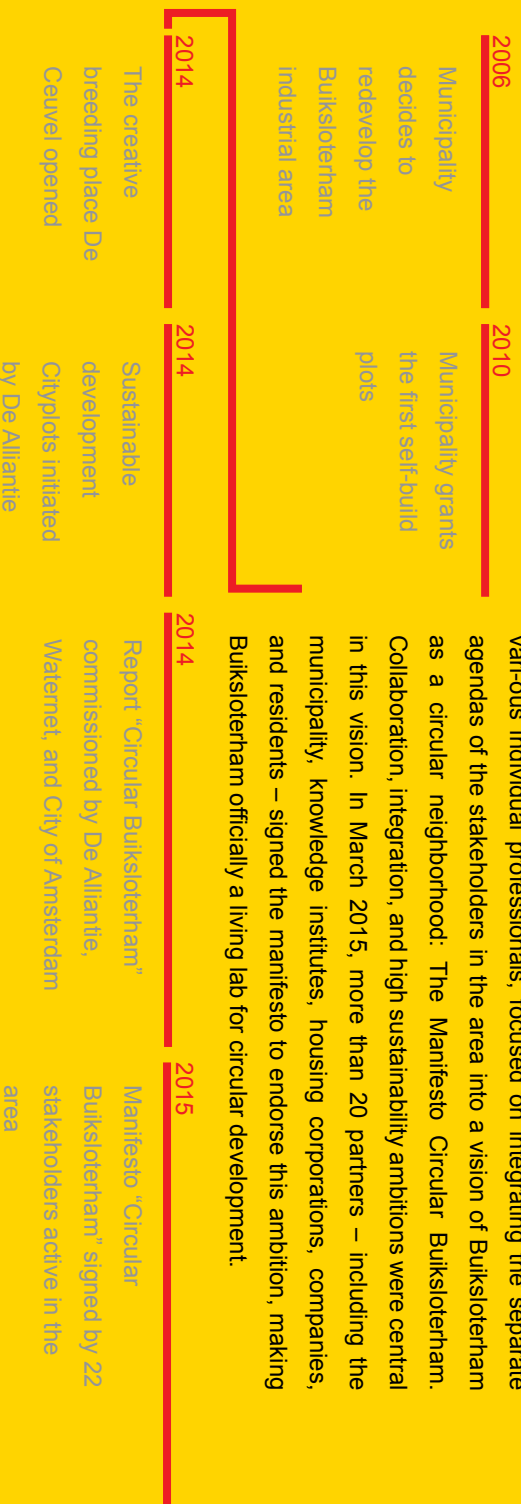 2006
Municipality
decides to
redevelop the
Buiksloterham
industrial area
2010
Municipality grants
the first self-build
plots
van-ous individual professionals, focused on integrating the separate
agendas of the stakeholders in the area into a vision of Buiksloterham
as a circular neighborhood: The Manifesto Circular Buiksloterham.
Collaboration, integration, and high sustainability ambitions were central
in this vision. In March 2015, more than 20 partners – including the
municipality, knowledge institutes, housing corporations, companies,
and residents – signed the manifesto to endorse this ambition, making
Buiksloterham officially a living lab for circular development.
2014
The creative
breeding place De
Ceuvel opened
2014
Sustainable
development
Cityplots initiated
by De Alliantie
2014
Report “Circular Buiksloterham”
commissioned by De Alliantie,
Waternet, and City of Amsterdam
2015
Manifesto “Circular
Buiksloterham” signed by 22
stakeholders active in the
area